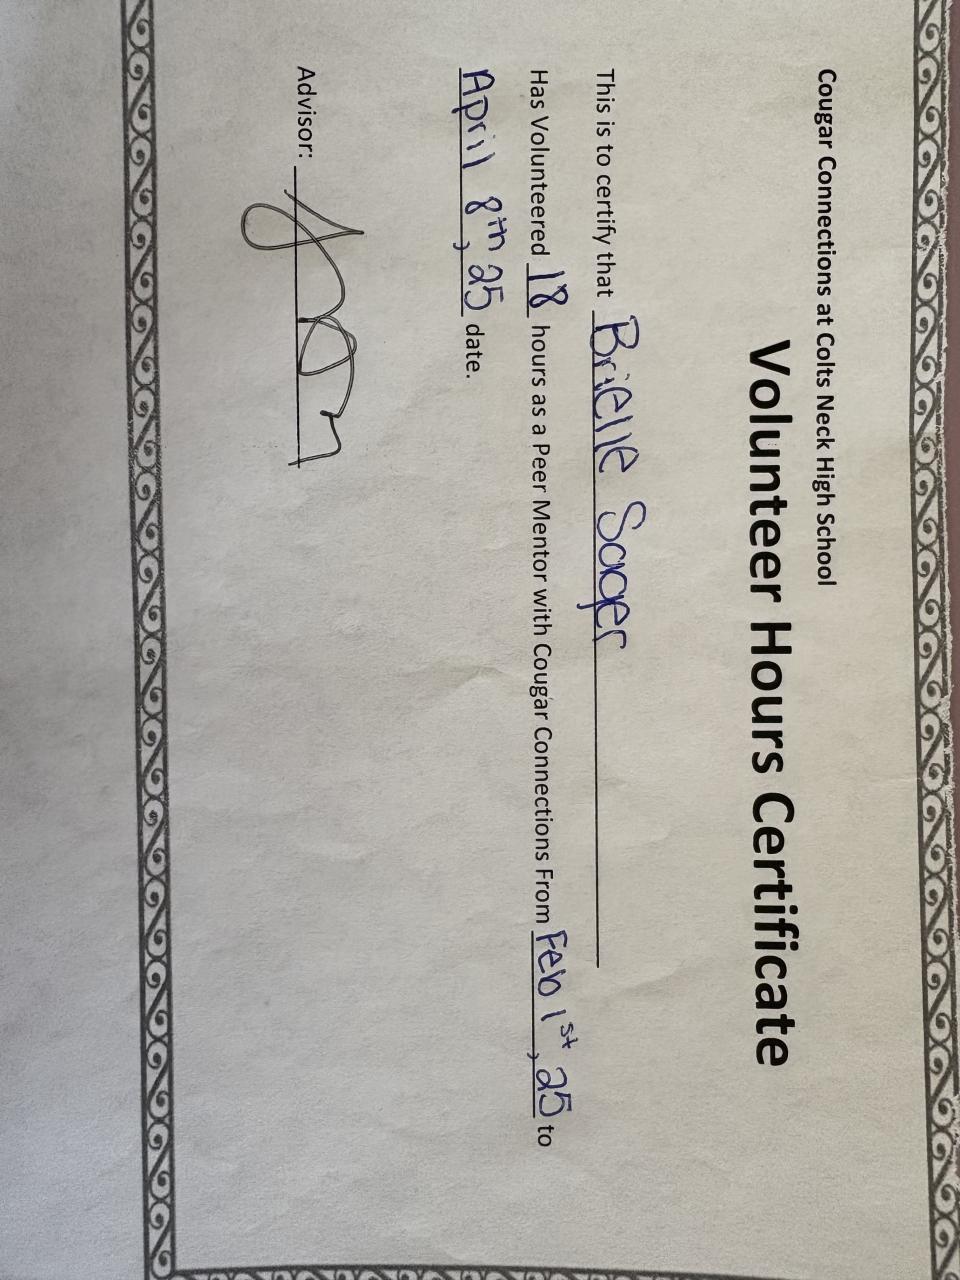 Cougar Connections at Colts Neck High School
Volunteer Hours Certificate
This is to certify that Brielle Sager
Has Volunteered 18 hours as a Peer Mentor with Cougar Connections From Feb 1st, 25 to
April 8th, 25 date.
Advisor: